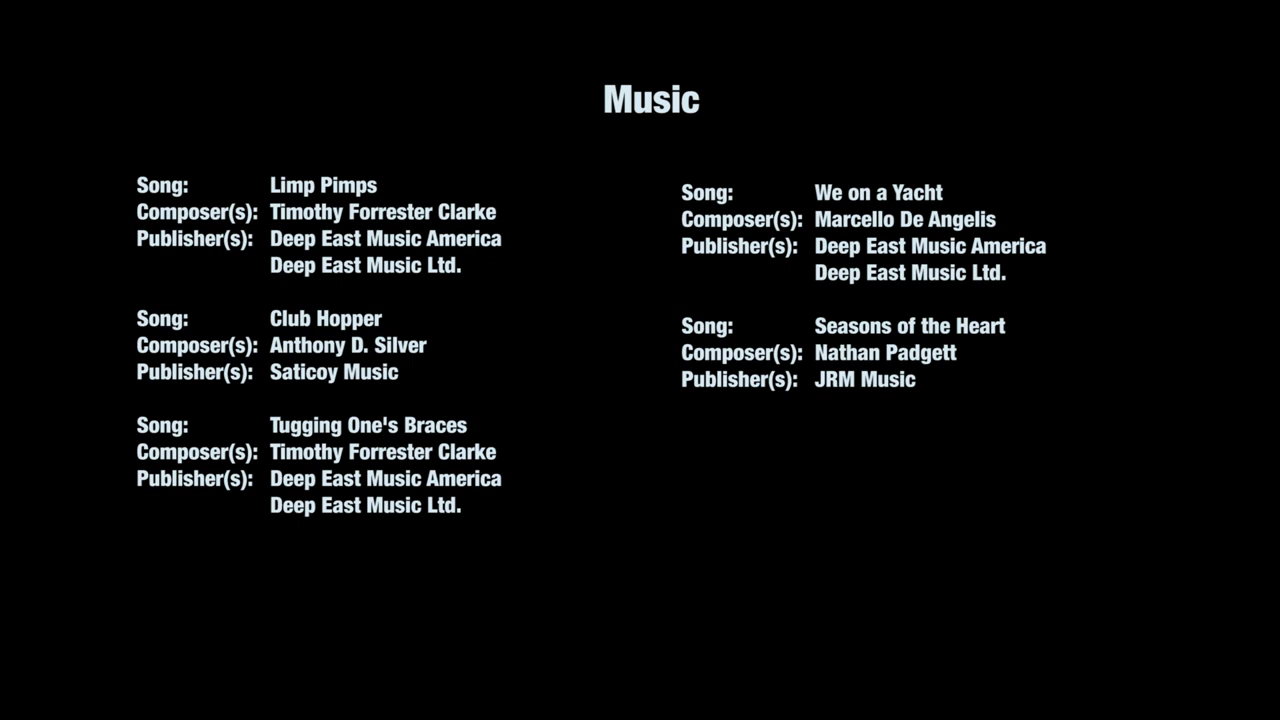 Music
Song: Limp Pimps
Composer(s): Timothy Forrester Clarke
Publisher(s): Deep East Music America
Deep East Music Ltd.
Song: Club Hopper
Composer(s): Anthony D. Silver
Publisher(s): Saticoy Music
Song: Tugging One's Braces
Composer(s): Timothy Forrester Clarke
Publisher(s): Deep East Music America
Deep East Music Ltd.
Song: We on a Yacht
Composer(s): Marcello De Angelis
Publisher(s): Deep East Music America
Deep East Music Ltd.
Song: Seasons of the Heart
Composer(s): Nathan Padgett
Publisher(s): JRM Music